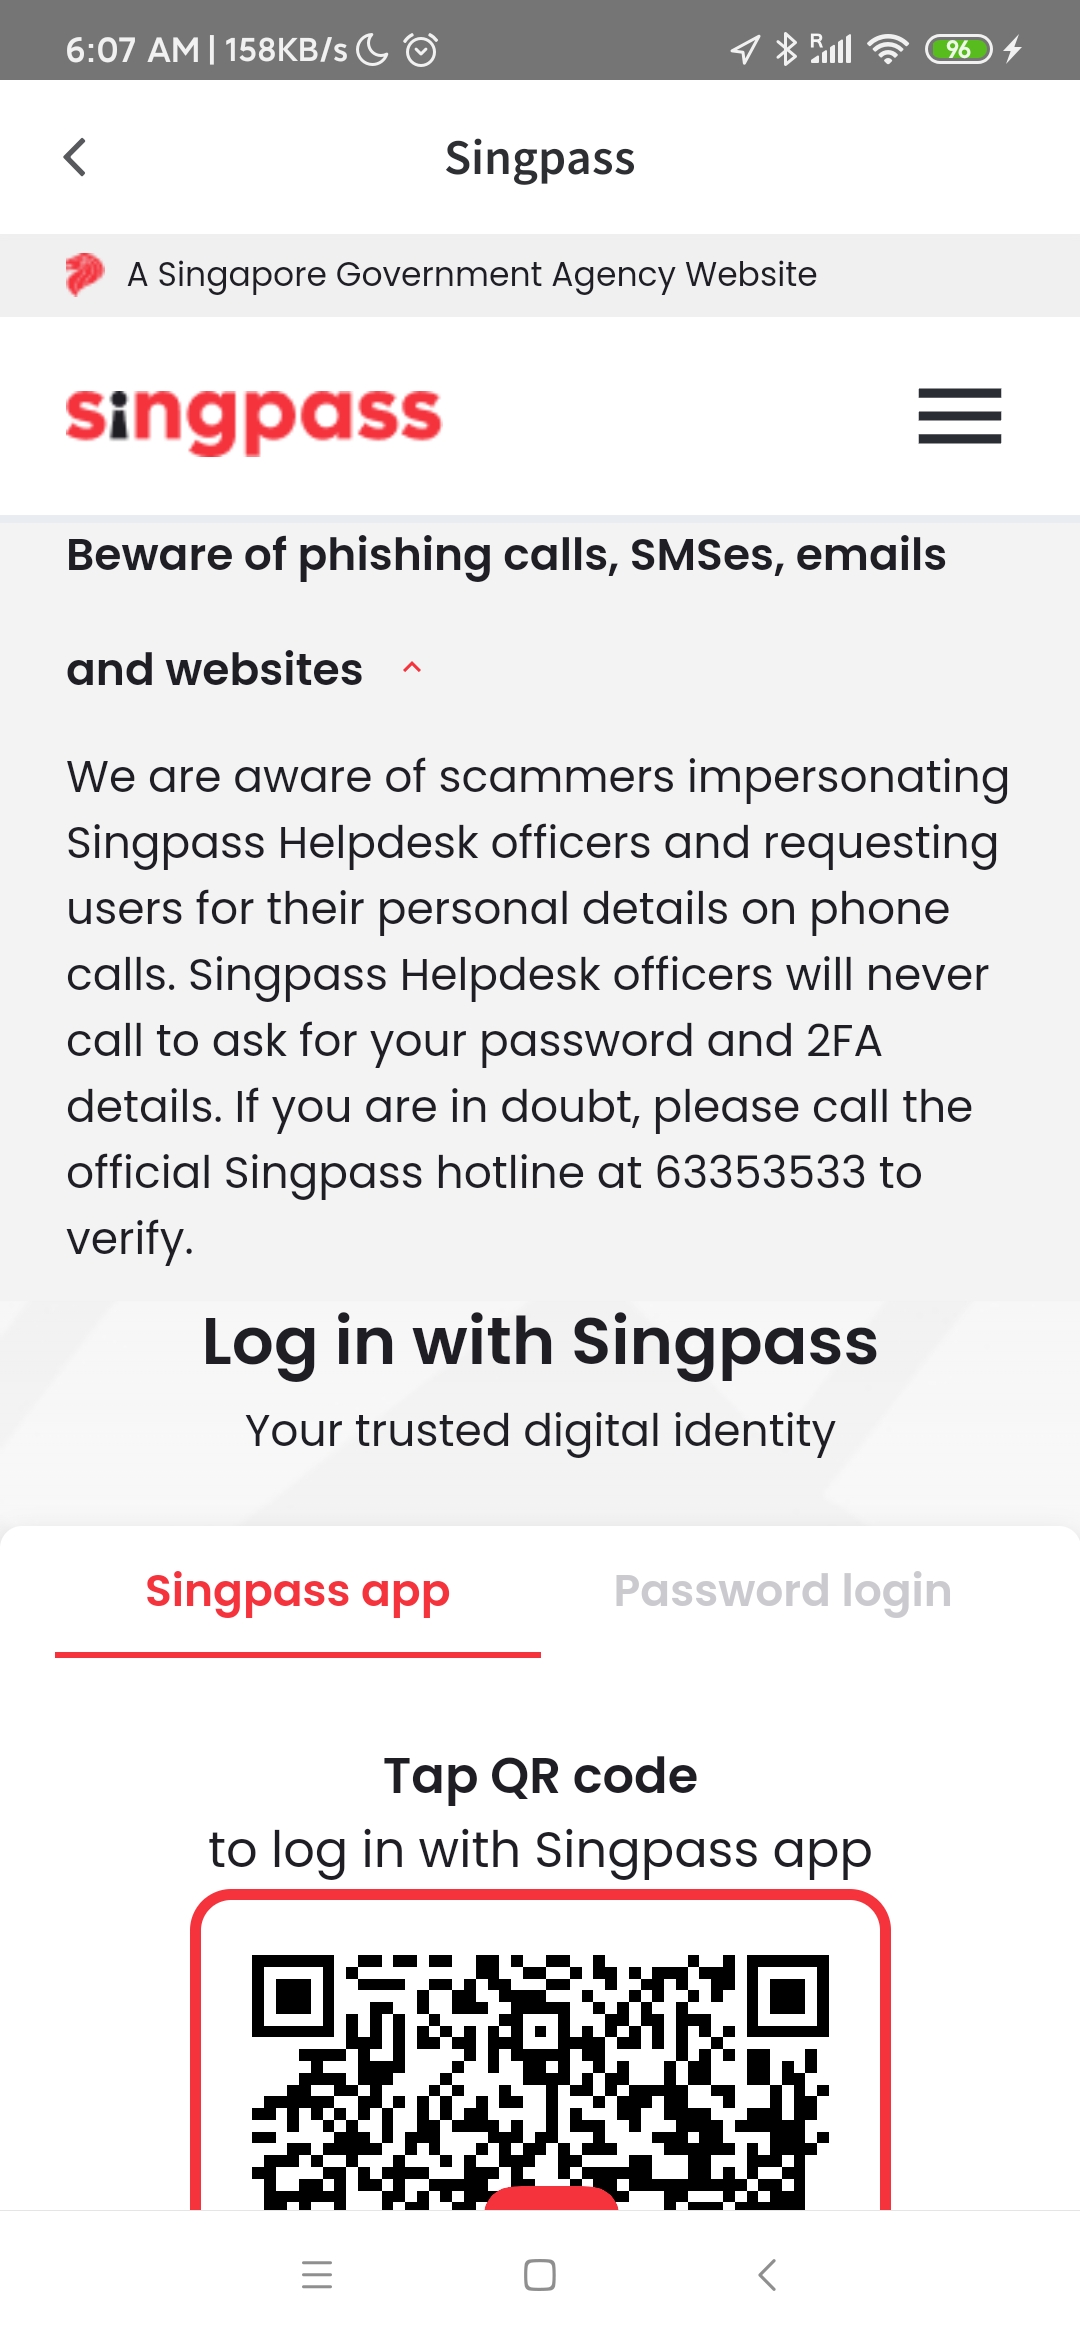 6:07 AM | 158KB/s R 96
Singpass
A Singapore Government Agency Website
singpass
Beware of phishing calls, SMSes, emails
and websites
We are aware of scammers impersonating
Singpass Helpdesk officers and requesting
users for their personal details on phone
calls. Singpass Helpdesk officers will never
call to ask for your password and 2FA
details. If you are in doubt, please call the
official Singpass hotline at 63353533 to
verify.
Log in with Singpass
Your trusted digital identity
Singpass app Password login
Tap QR code
to log in with Singpass app